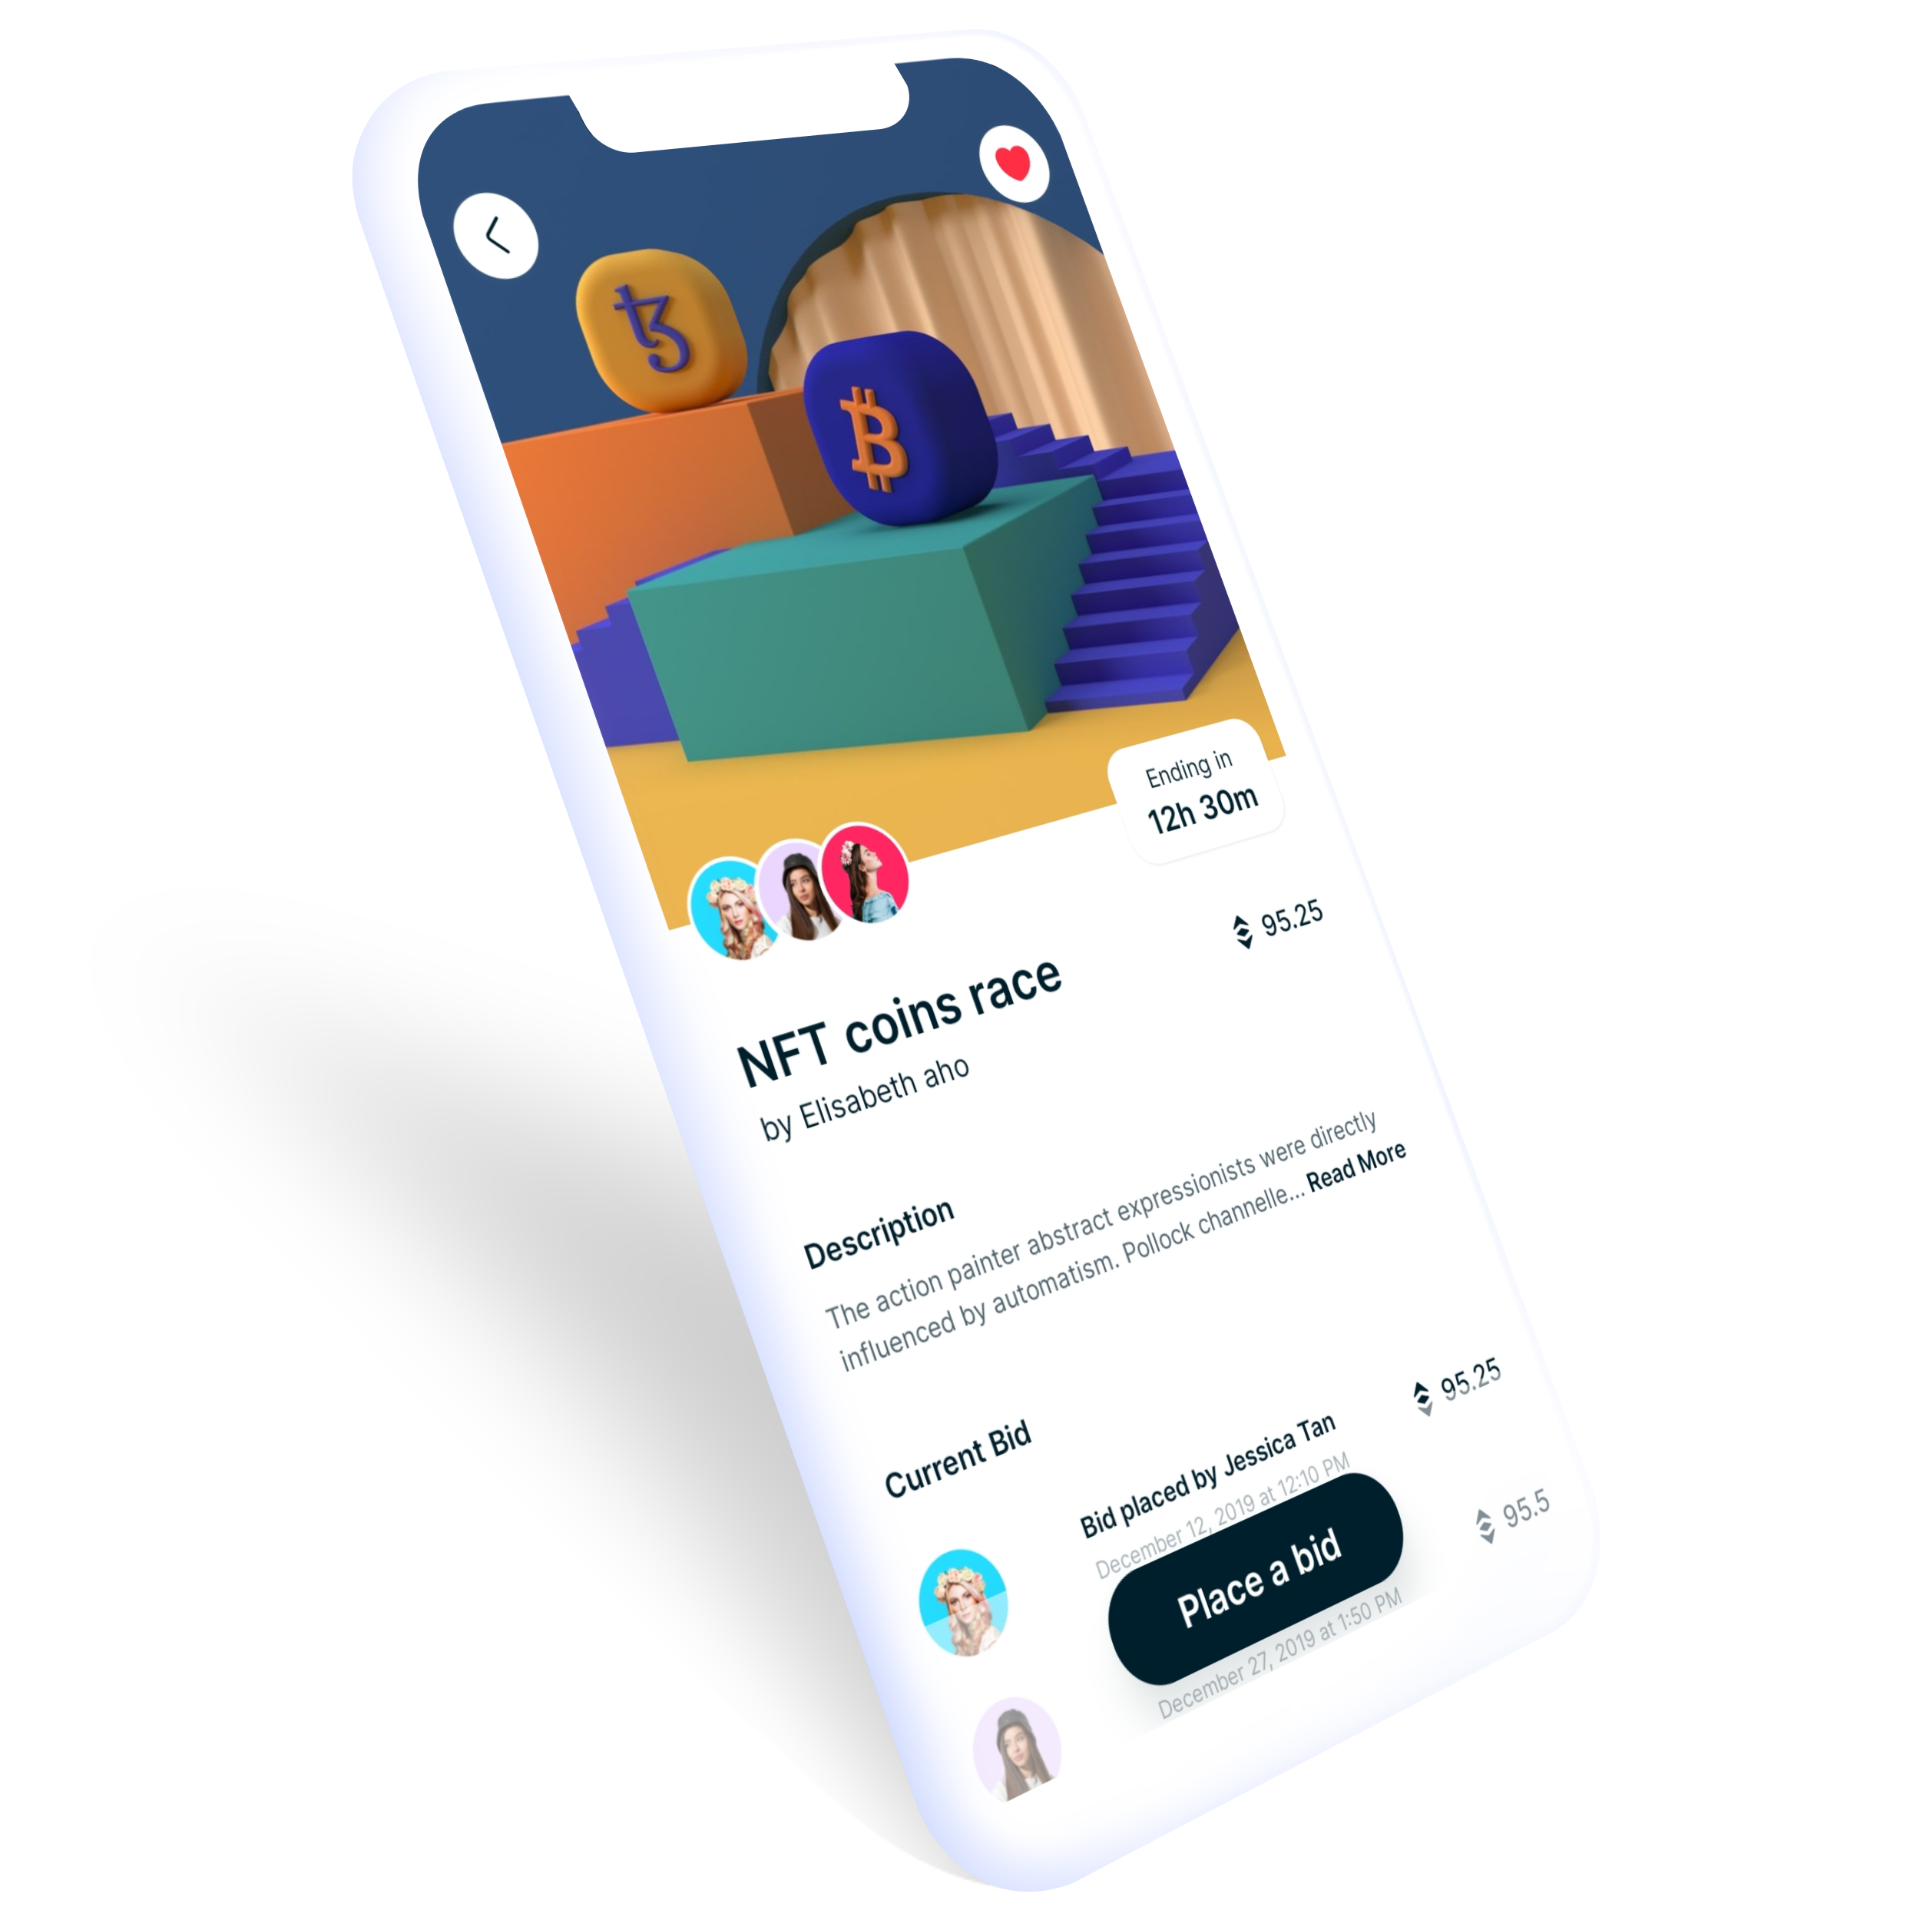 Ending in
12h 30m
95.25
NFT coins race
by Elisabeth aho
Description
The action painter abstract expressionists were directly
influenced by automatism. Pollock channelle... Read More
Current Bid
Bid placed by Jessica Tan
95.25
December 12, 2019 at 12:10 PM
Place a bid
95.5
December 27, 2019 at 1:50 PM